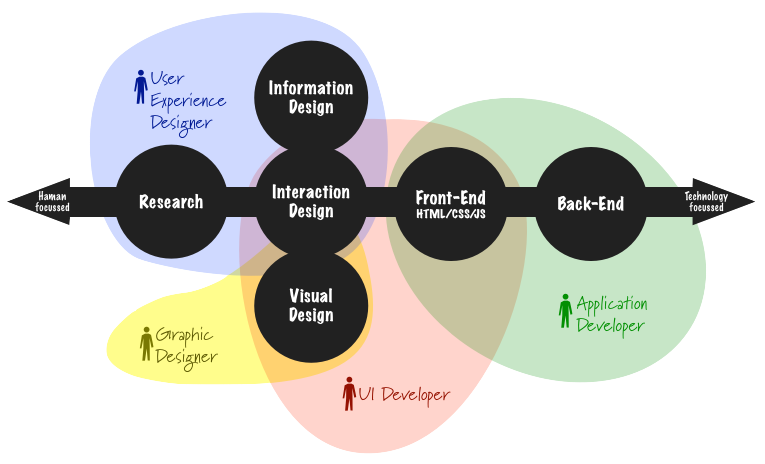 User
Experience
Designer
Information
Design
Haman
focussed
Research
Interaction
Design
Front-End
HTML/CSS/JS
Back-End
Technology
focussed
Visual
Design
Graphic
Designer
Application
Developer
UI Developer